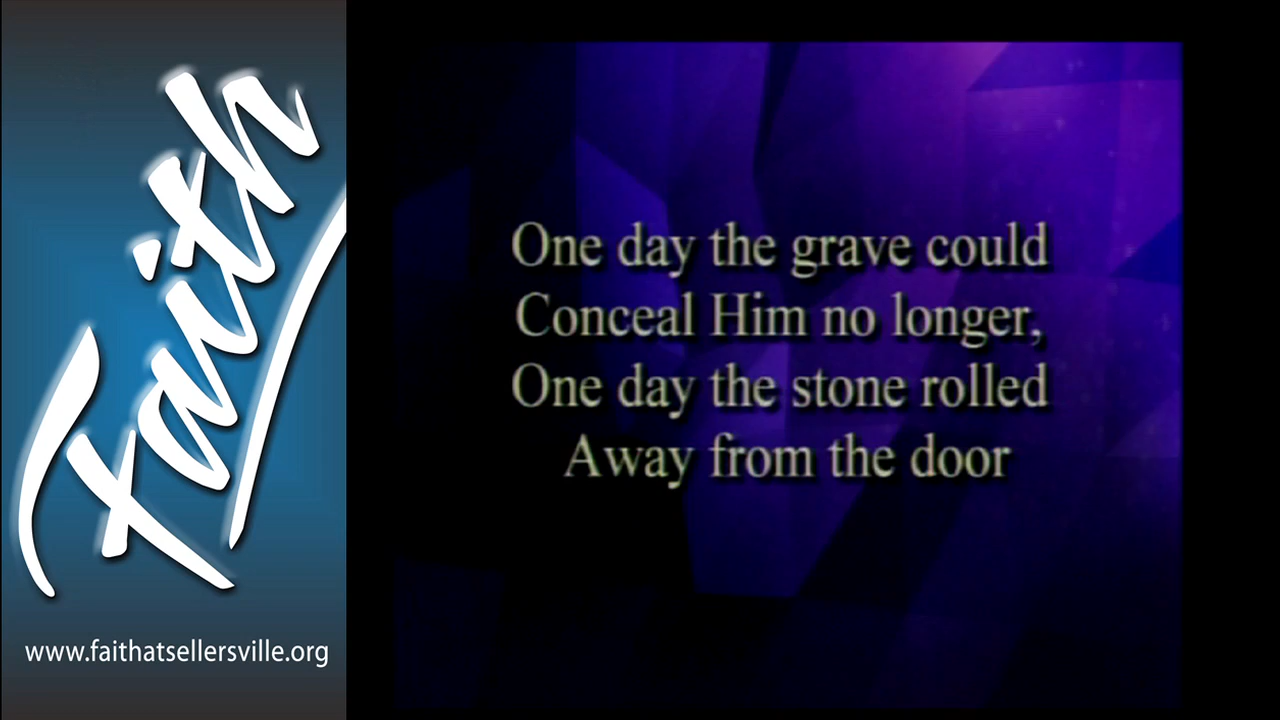 Faith
www.faithatsellersville.org
One day the grave could
Conceal Him no longer,
One day the stone rolled
Away from the door